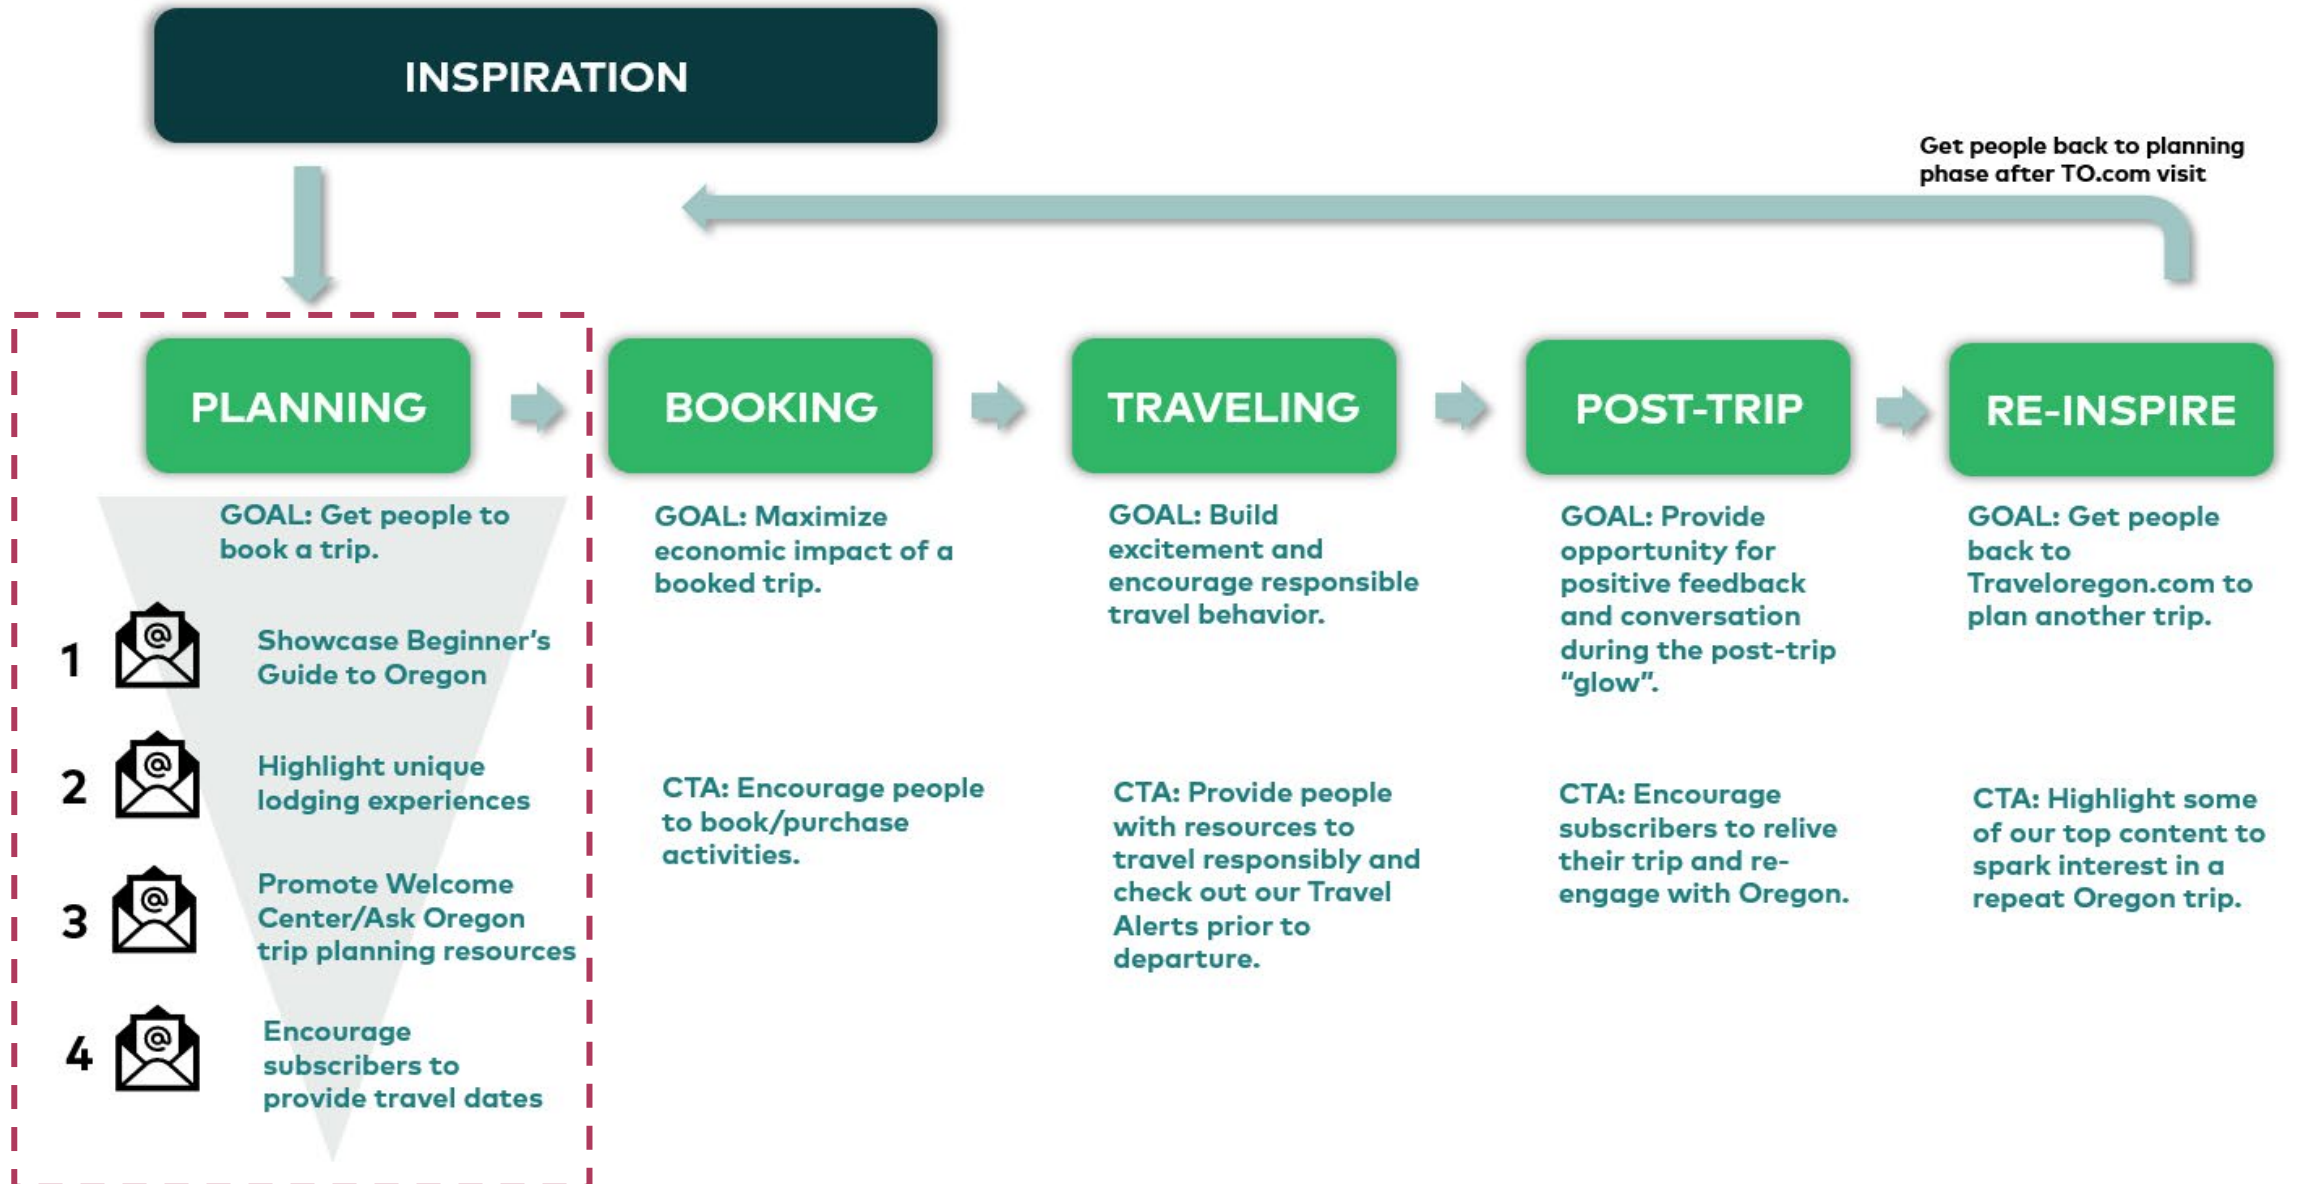 INSPIRATION
Get people back to planning
phase after TO.com visit
PLANNING
GOAL: Get people to
book a trip.
1
@
Showcase Beginner's
Guide to Oregon
2
@
Highlight unique
lodging experiences
3
@
Promote Welcome
Center/Ask Oregon
trip planning resources
4
@
Encourage
subscribers to
provide travel dates
BOOKING
GOAL: Maximize
economic impact of a
booked trip.
CTA: Encourage people
to book/purchase
activities.
TRAVELING
GOAL: Build
excitement and
encourage responsible
travel behavior.
CTA: Provide people
with resources to
travel responsibly and
check out our Travel
Alerts prior to
departure.
POST-TRIP
GOAL: Provide
opportunity for
positive feedback
and conversation
during the post-trip
“glow”.
CTA: Encourage
subscribers to relive
their trip and re-
engage with Oregon.
RE-INSPIRE
GOAL: Get people
back to
Traveloregon.com to
plan another trip.
CTA: Highlight some
of our top content to
spark interest in a
repeat Oregon trip.